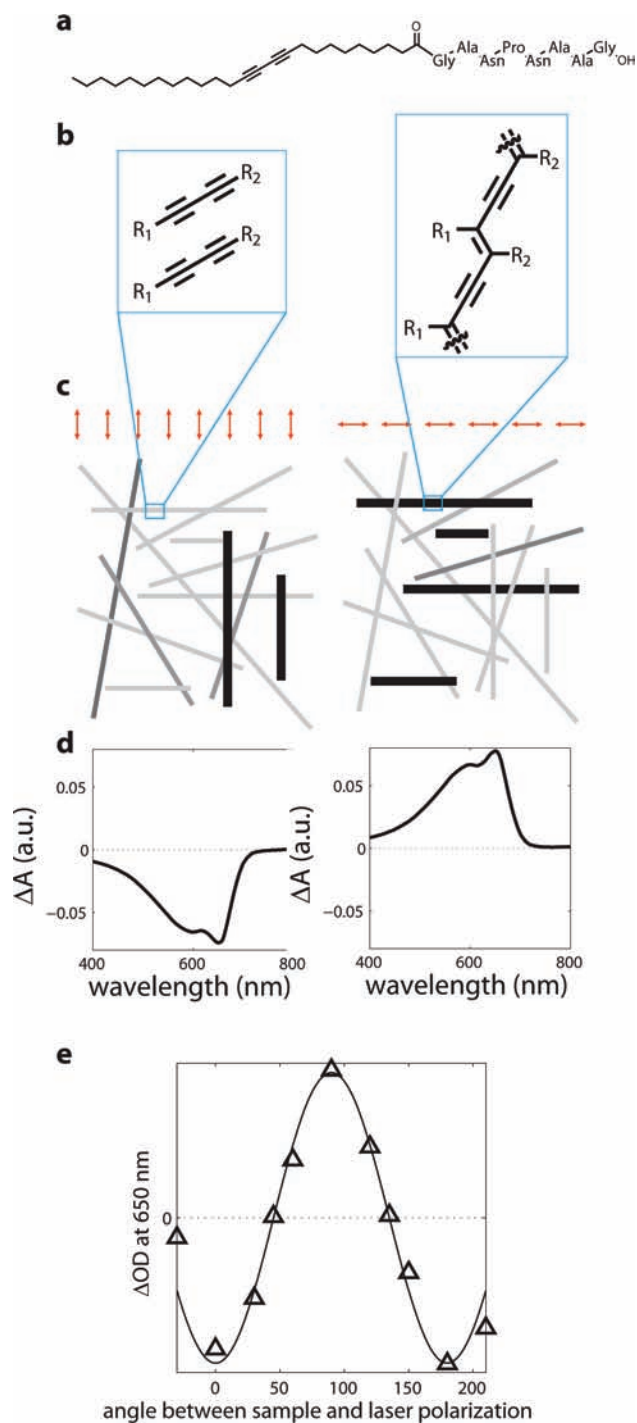 a
O
Ala Pro Ala Gly
Gly Asn Asn Ala OH
b
R2
R1
R2
R1
R2
R1
R2
R1
c
d
0.05
0
−0.05
ΔA (a.u.)
400 600 800
wavelength (nm)
0.05
0
−0.05
ΔA (a.u.)
400 600 800
wavelength (nm)
e
0
ΔOD at 650 nm
0 50 100 150 200
angle between sample and laser polarization